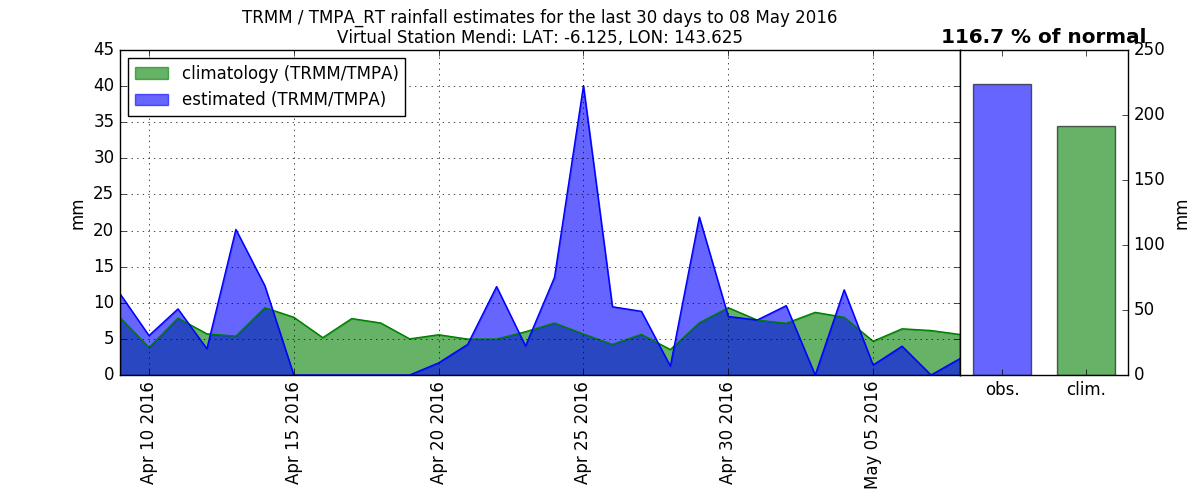 TRMM / TMPA_RT rainfall estimates for the last 30 days to 08 May 2016
Virtual Station Mendi: LAT: -6.125, LON: 143.625
116.7 % of normal
climatology (TRMM/TMPA)
estimated (TRMM/TMPA)
mm
45
40
35
30
25
20
15
10
5
0
Apr 10 2016
Apr 15 2016
Apr 20 2016
Apr 25 2016
Apr 30 2016
May 05 2016
obs.
clim.
250
200
150
100
50
0
mm